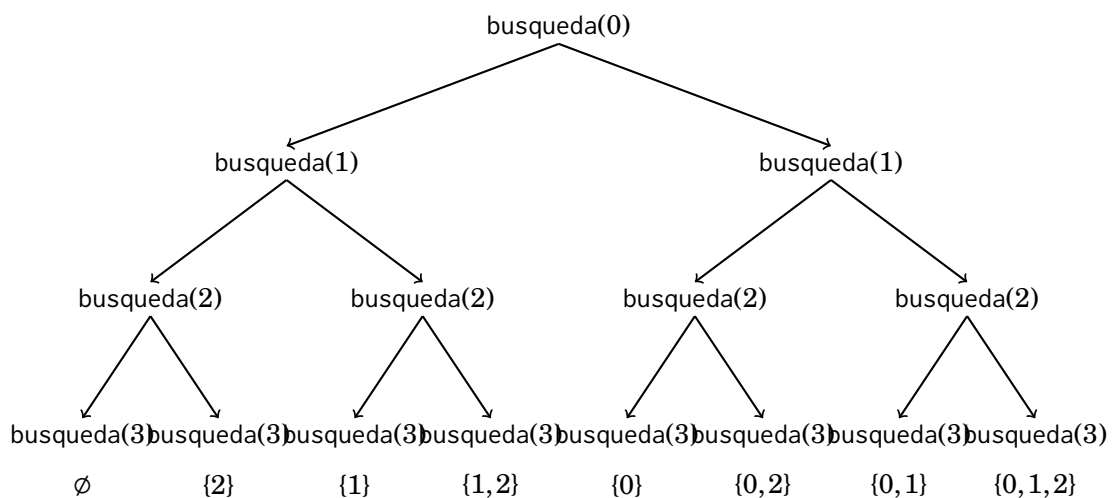 busqueda(0)
busqueda(1) busqueda(1)
busqueda(2) busqueda(2) busqueda(2) busqueda(2)
busqueda(3) busqueda(3) busqueda(3) busqueda(3) busqueda(3) busqueda(3) busqueda(3) busqueda(3)
∅ {2} {1} {1, 2} {0} {0, 2} {0, 1} {0, 1, 2}